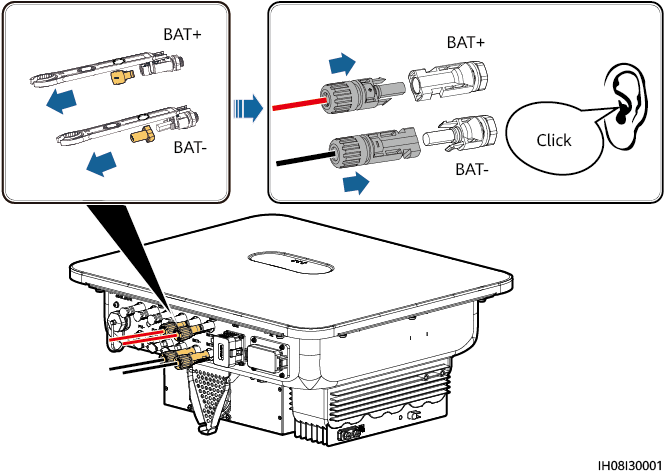 BAT+
BAT-
BAT+
BAT-
Click
IH08I30001